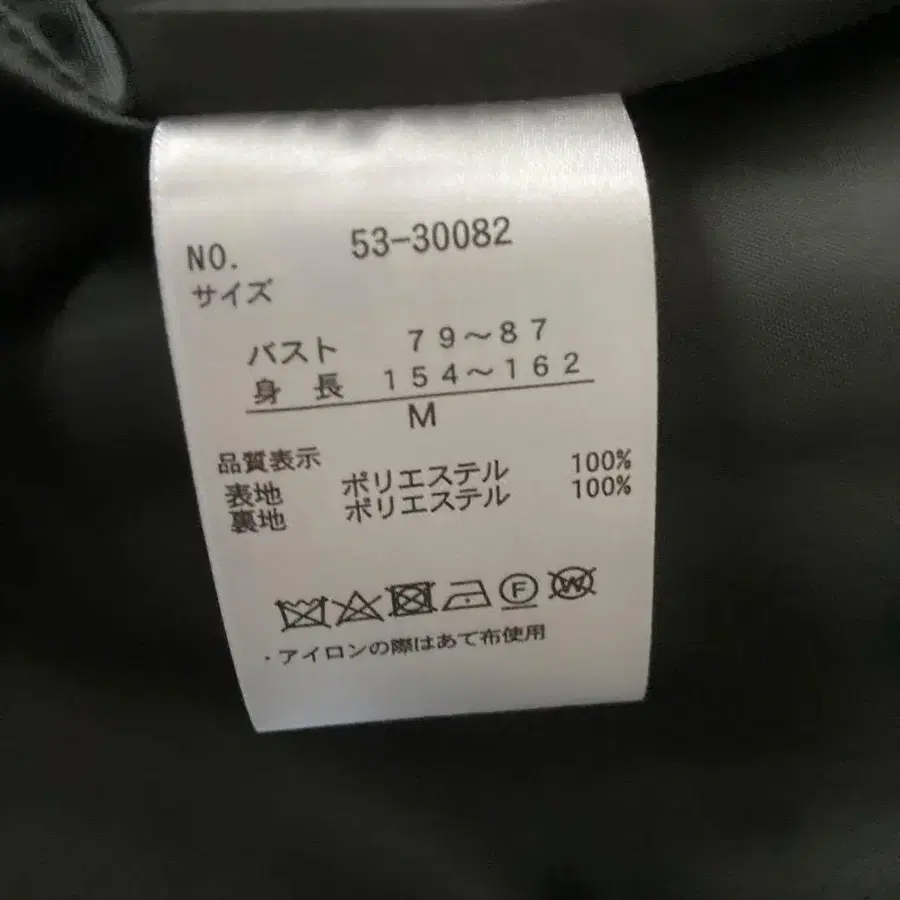 NO. 53-30082
サイズ
バスト 79〜87
身長 154〜162
M
品質表示
表地 ポリエステル 100%
裏地 ポリエステル 100%
F W
・アイロンの際はあて布使用